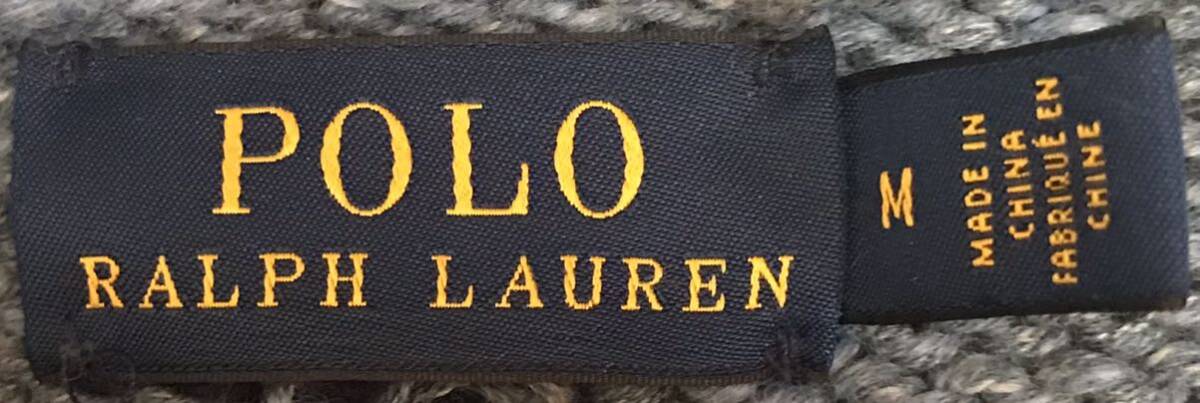 POLO
RALPH LAUREN
M
MADE IN
CHINA
FABRIQUÉ EN
CHINE